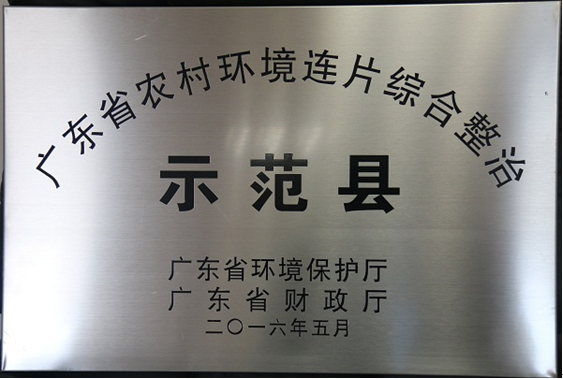 广东省农村环境连片综合整治
示范县
广东省环境保护厅
广东省财政厅
二〇一六年五月